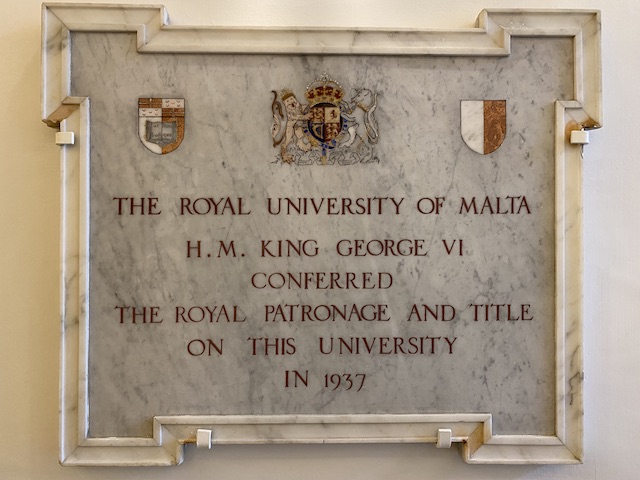 THE ROYAL UNIVERSITY OF MALTA
H.M. KING GEORGE VI
CONFERRED
THE ROYAL PATRONAGE AND TITLE
ON THIS UNIVERSITY
IN 1937